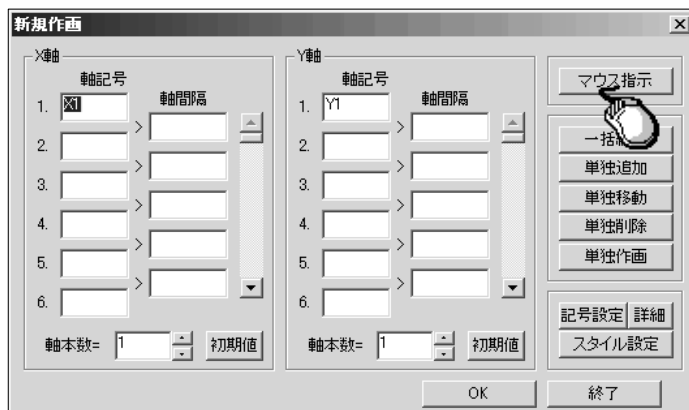 新規作画
X軸
軸記号
軸間隔
1. X1
>
2.
>
3.
>
4.
>
5.
>
6.
軸本数= 1
初期値
Y軸
軸記号
軸間隔
1. Y1
>
2.
>
3.
>
4.
>
5.
>
6.
軸本数= 1
初期値
マウス指示
一括
単独追加
単独移動
単独削除
単独作画
記号設定
詳細
スタイル設定
OK
終了